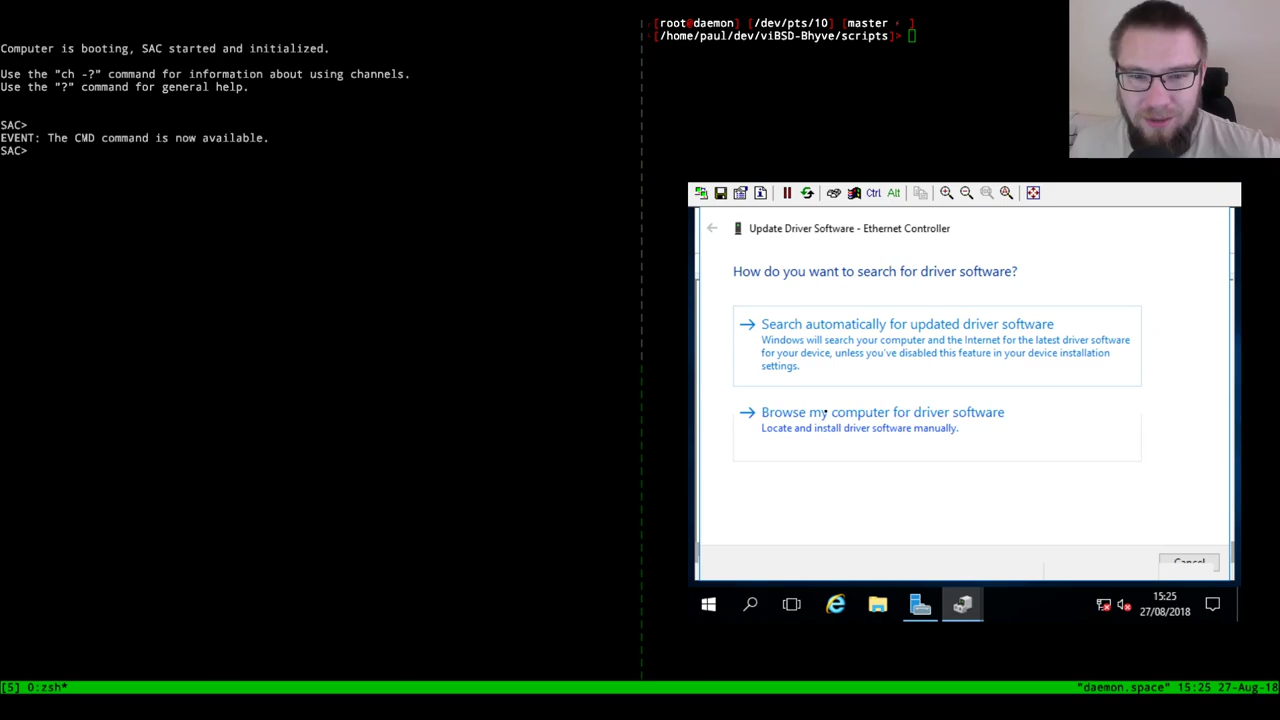 Computer is booting, SAC started and initialized.
Use the "ch -?" command for information about using channels.
Use the "?" command for general help.
SAC>
EVENT: The CMD command is now available.
SAC>
[root@daemon] [/dev/pts/10] [master ⚡ ]
[/home/paul/dev/viBSD-Bhyve/scripts]>
Ctrl Alt
Update Driver Software - Ethernet Controller
How do you want to search for driver software?
Search automatically for updated driver software
Windows will search your computer and the Internet for the latest driver software
for your device, unless you've disabled this feature in your device installation
settings.
Browse my computer for driver software
Locate and install driver software manually.
Cancel
15:25
27/08/2018
[5] 0:zsh*
"daemon.space" 15:25 27-Aug-18